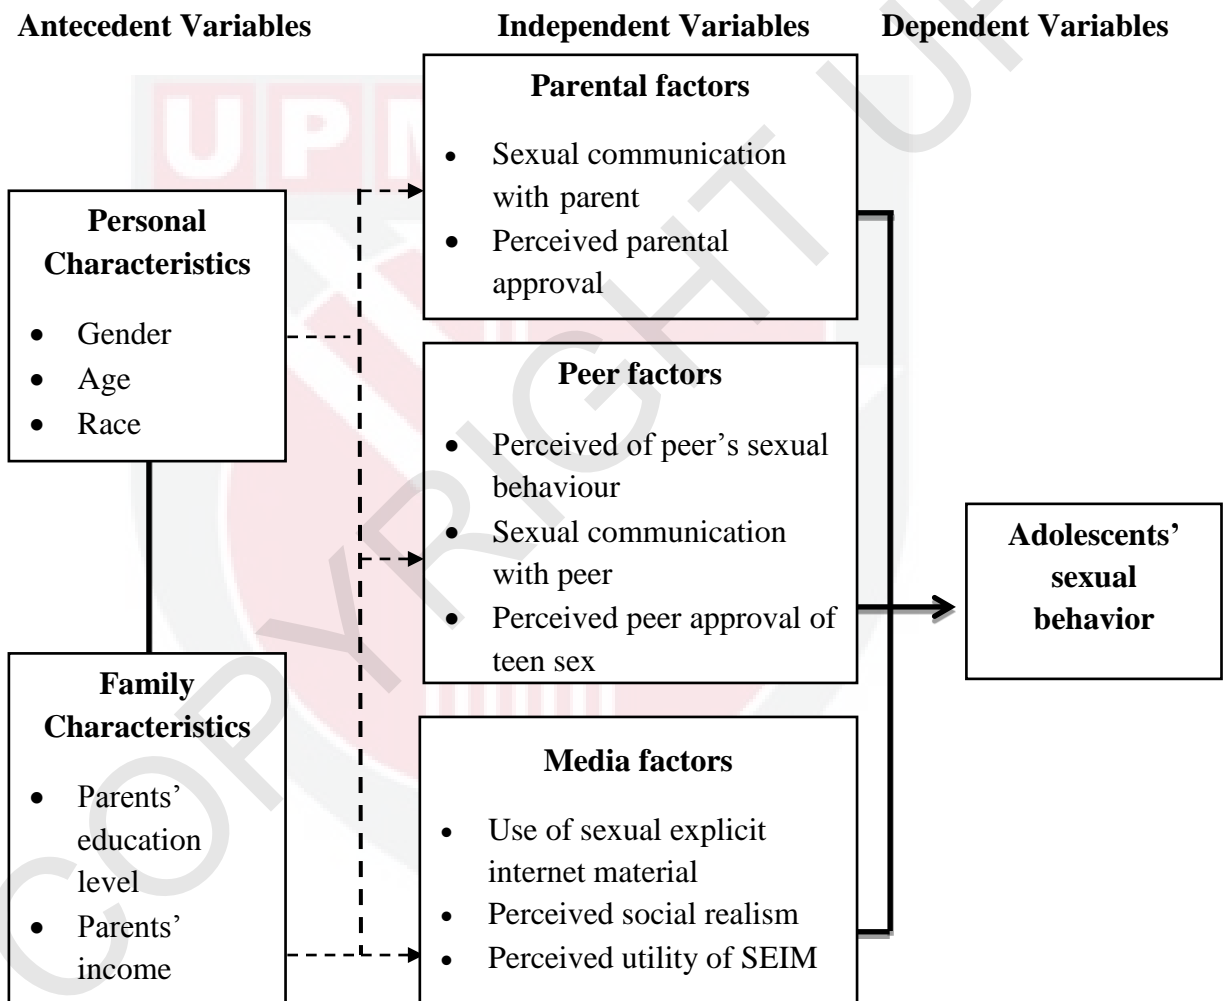 Antecedent Variables
Independent Variables
Dependent Variables
Personal
Characteristics
• Gender
• Age
• Race
Family
Characteristics
• Parents’
education
level
• Parents’
income
Parental factors
• Sexual communication
with parent
• Perceived parental
approval
Peer factors
• Perceived of peer’s sexual
behaviour
• Sexual communication
with peer
• Perceived peer approval of
teen sex
Media factors
• Use of sexual explicit
internet material
• Perceived social realism
• Perceived utility of SEIM
Adolescents’
sexual
behavior
UPM
COPYRIGHT UP